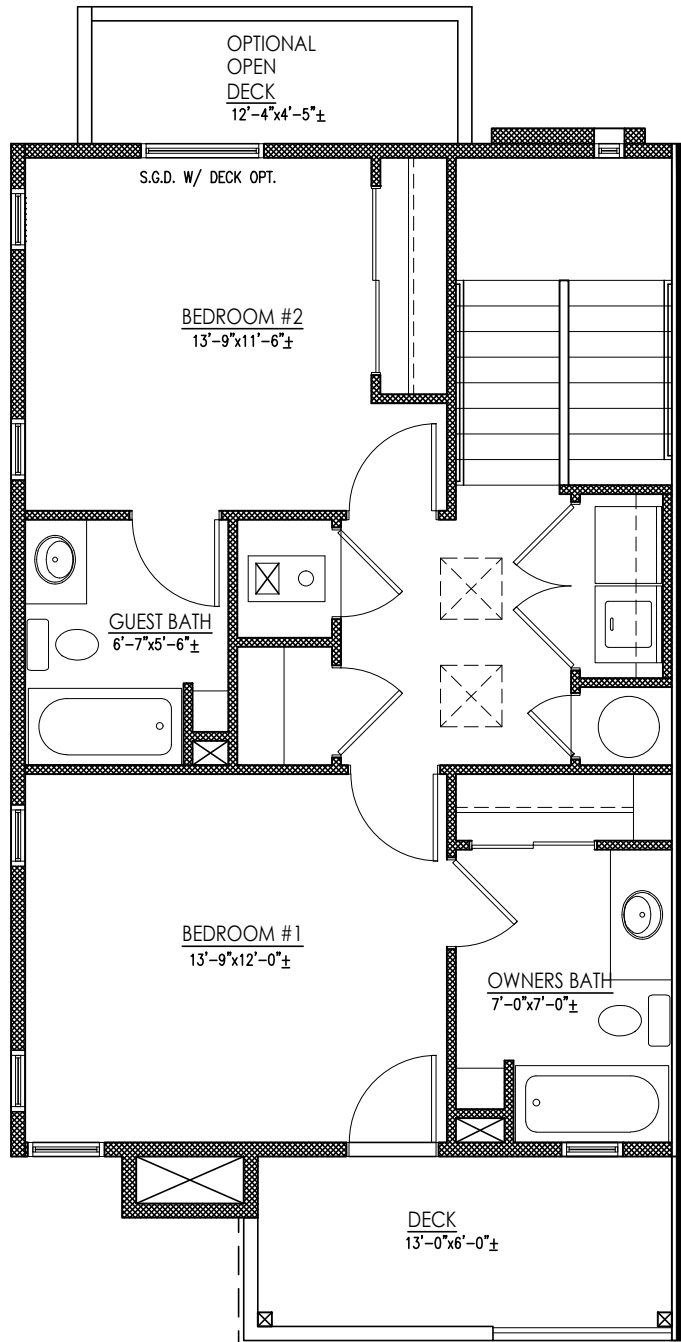 OPTIONAL
OPEN
DECK
12'-4"x4'-5"±
S.G.D. W/ DECK OPT.
BEDROOM #2
13'-9"x11'-6"±
GUEST BATH
6'-7"x5'-6"±
BEDROOM #1
13'-9"x12'-0"±
OWNERS BATH
7'-0"x7'-0"±
DECK
13'-0"x6'-0"±